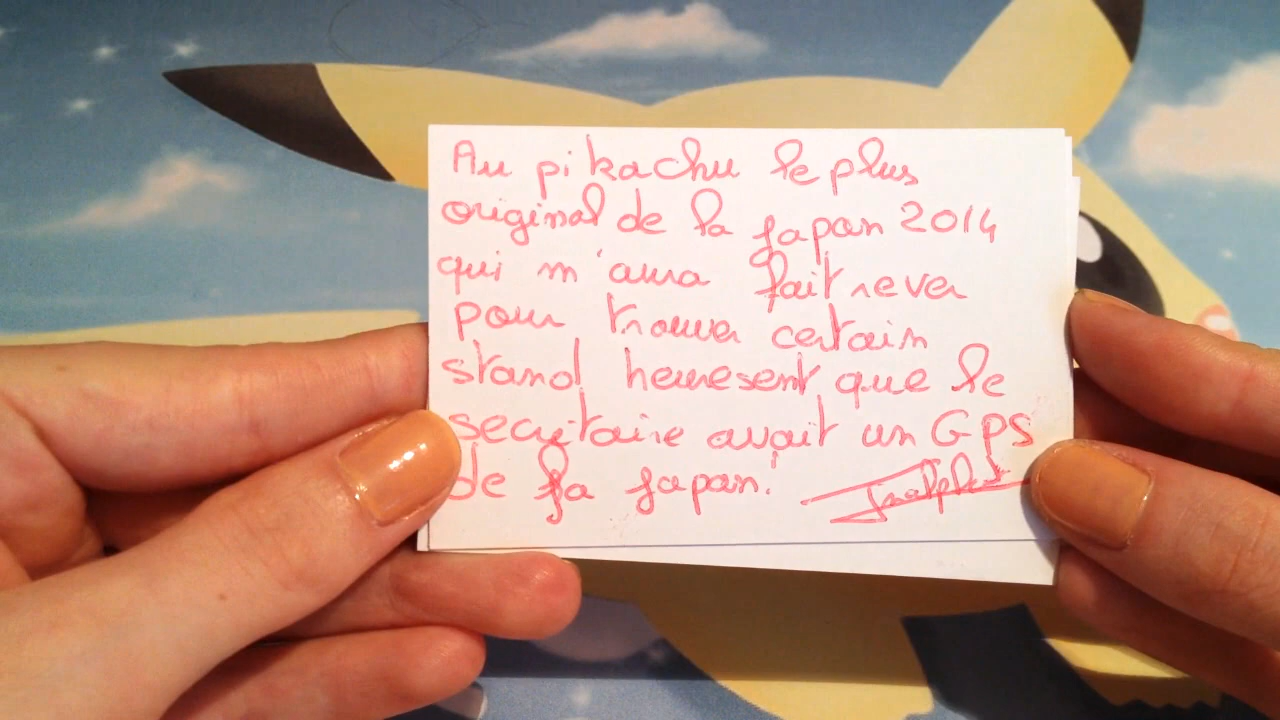 Au pikachu le plus
original de la Japan 2014
qui m'aura fait rever
pour trouver certain
stand heuresent que le
secretaire avait un GPS
de la Japan!